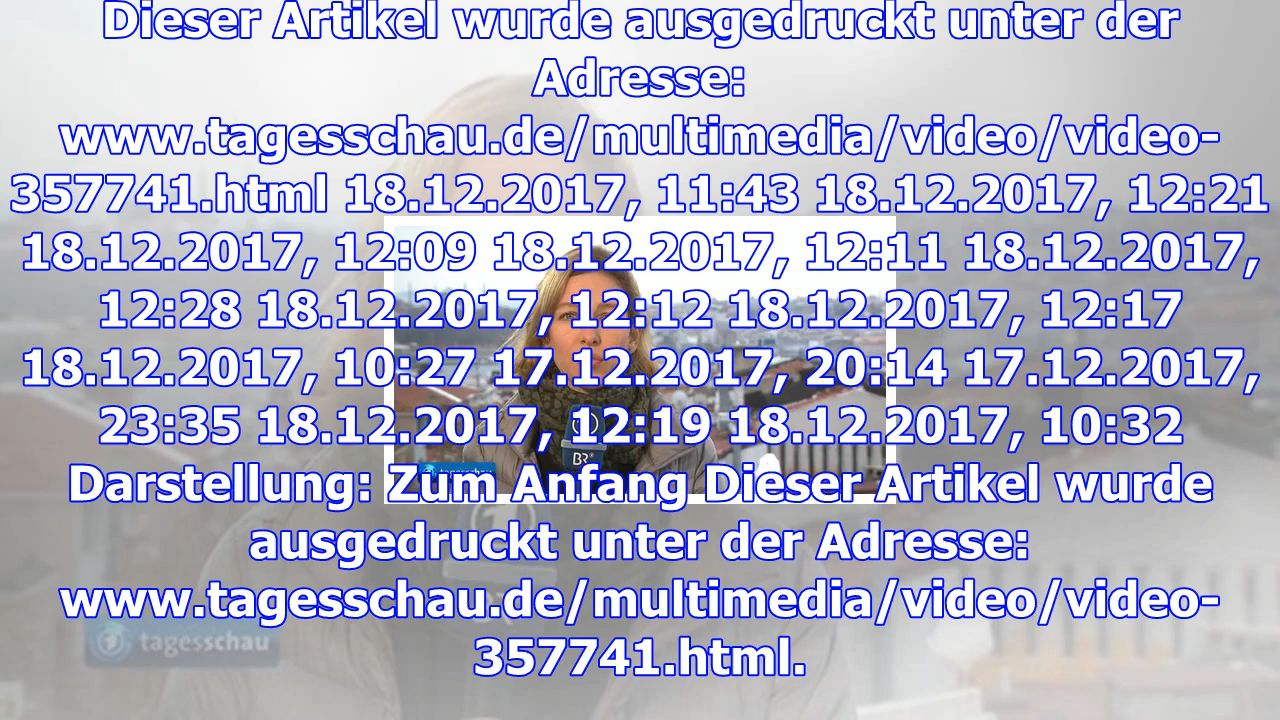 Dieser Artikel wurde ausgedruckt unter der
Adresse:
www.tagesschau.de/multimedia/video/video-
357741.html 18.12.2017, 11:43 18.12.2017, 12:21
18.12.2017, 12:09 18.12.2017, 12:11 18.12.2017,
12:28 18.12.2017, 12:12 18.12.2017, 12:17
18.12.2017, 10:27 17.12.2017, 20:14 17.12.2017,
23:35 18.12.2017, 12:19 18.12.2017, 10:32
BR
tagesschau
Darstellung: Zum Anfang Dieser Artikel wurde
ausgedruckt unter der Adresse:
www.tagesschau.de/multimedia/video/video-
tagesschau
357741.html.